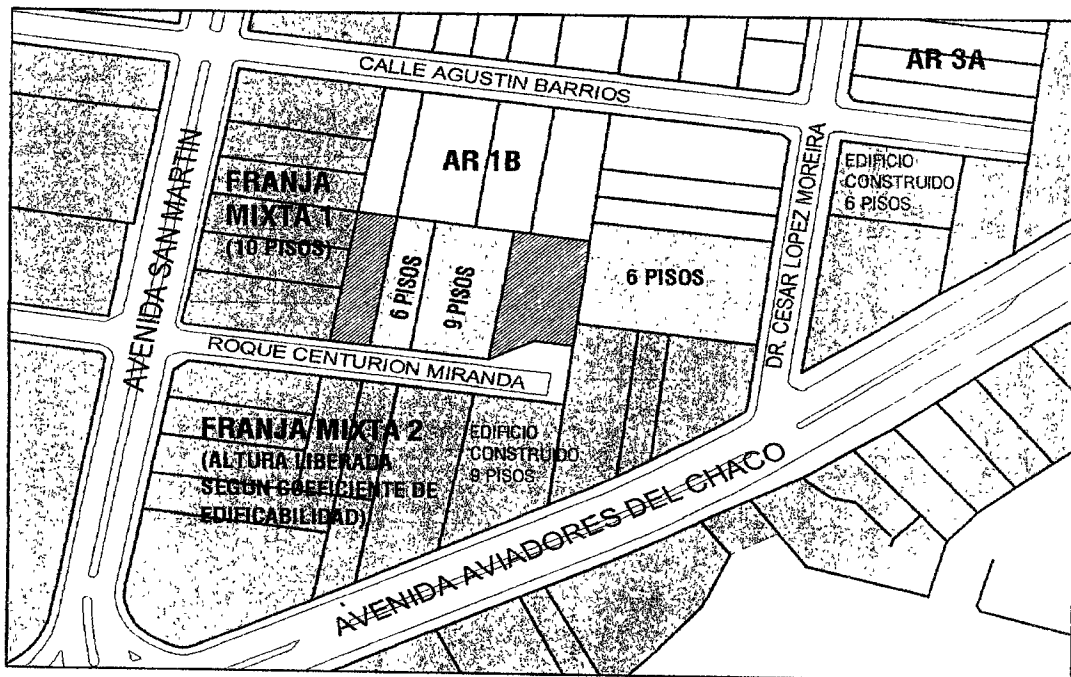 CALLE AGUSTIN BARRIOS
AR 3A
AVENIDA SAN MARTIN
FRANJA
MIXTA 1
(10 PISOS)
AR 1B
DR. CESAR LOPEZ MOREIRA
EDIFICIO
CONSTRUIDO
6 PISOS
6 PISOS
9 PISOS
6 PISOS
ROQUE CENTURION MIRANDA
FRANJA MIXTA 2
(ALTURA LIBERADA
SEGUN COEFICIENTE DE
EDIFICABILIDAD)
EDIFICIO
CONSTRUIDO
9 PISOS
AVENIDA AVIADORES DEL CHACO